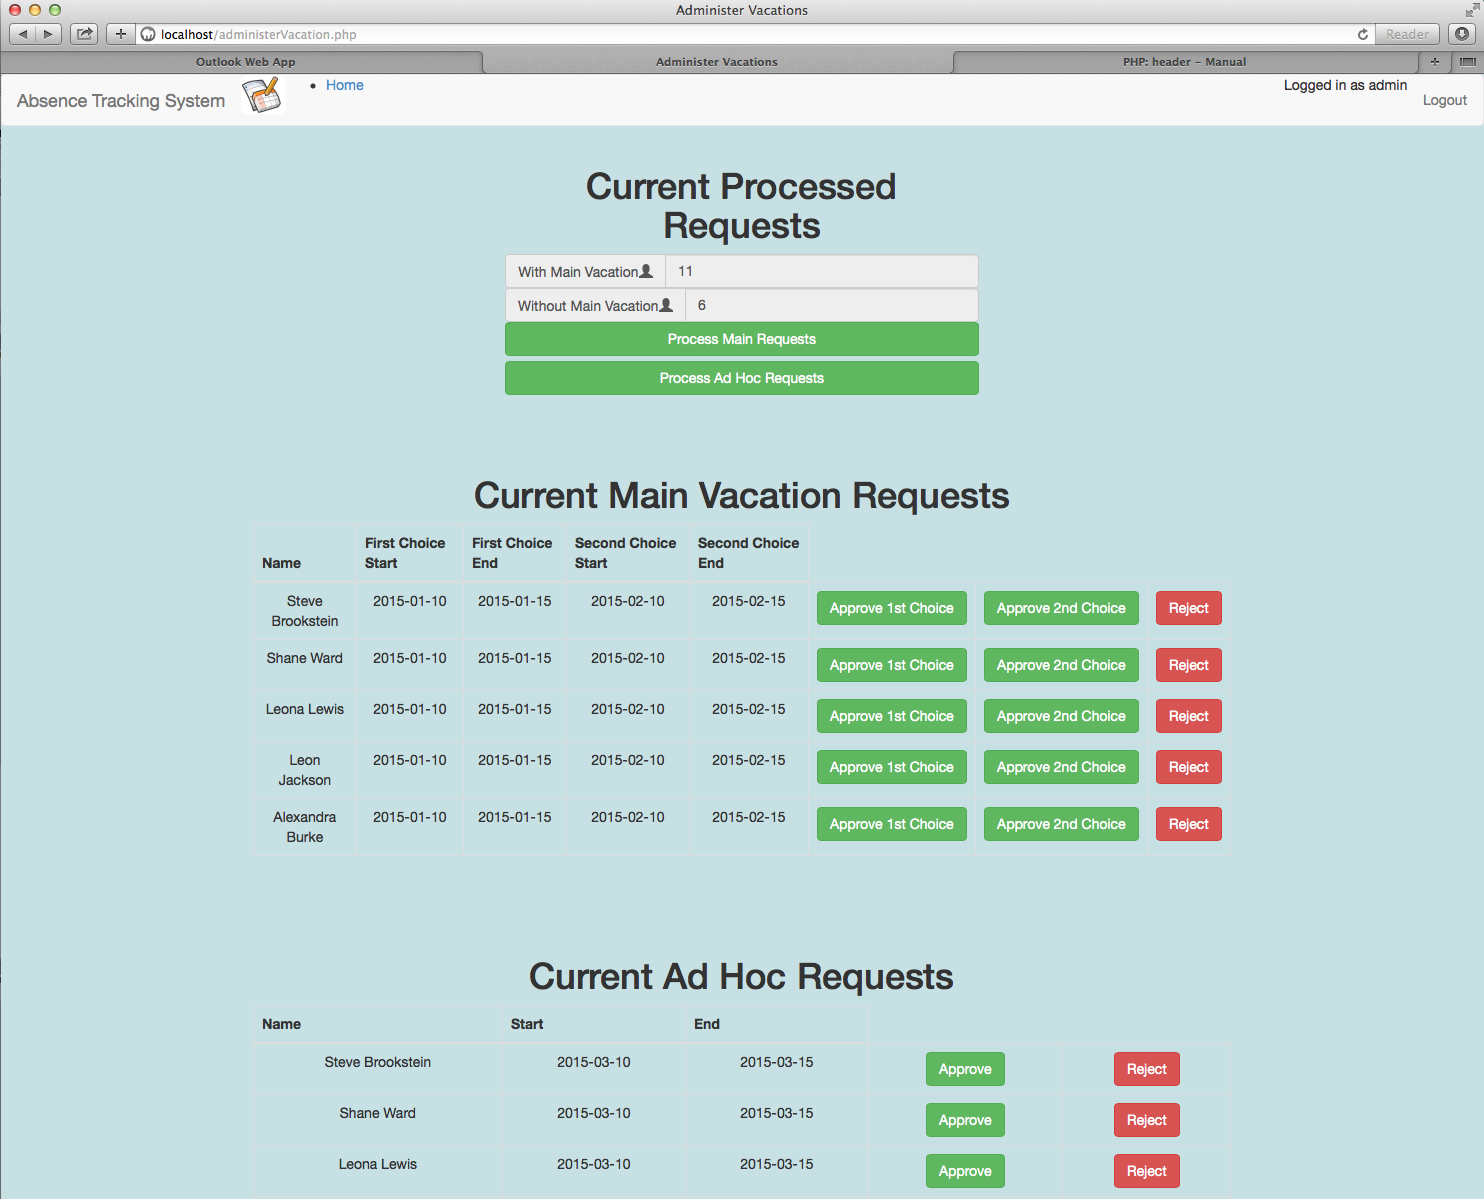 Administer Vacations
localhost/administerVacation.php
Reader
Outlook Web App
Administer Vacations
PHP: header – Manual
Absence Tracking System
Home
Logged in as admin
Logout
Current Processed
Requests
With Main Vacation 11
Without Main Vacation 6
Process Main Requests
Process Ad Hoc Requests
Current Main Vacation Requests
Name First Choice Start First Choice End Second Choice Start Second Choice End
Steve Brookstein 2015-01-10 2015-01-15 2015-02-10 2015-02-15 Approve 1st Choice Approve 2nd Choice Reject
Shane Ward 2015-01-10 2015-01-15 2015-02-10 2015-02-15 Approve 1st Choice Approve 2nd Choice Reject
Leona Lewis 2015-01-10 2015-01-15 2015-02-10 2015-02-15 Approve 1st Choice Approve 2nd Choice Reject
Leon Jackson 2015-01-10 2015-01-15 2015-02-10 2015-02-15 Approve 1st Choice Approve 2nd Choice Reject
Alexandra Burke 2015-01-10 2015-01-15 2015-02-10 2015-02-15 Approve 1st Choice Approve 2nd Choice Reject
Current Ad Hoc Requests
Name Start End
Steve Brookstein 2015-03-10 2015-03-15 Approve Reject
Shane Ward 2015-03-10 2015-03-15 Approve Reject
Leona Lewis 2015-03-10 2015-03-15 Approve Reject